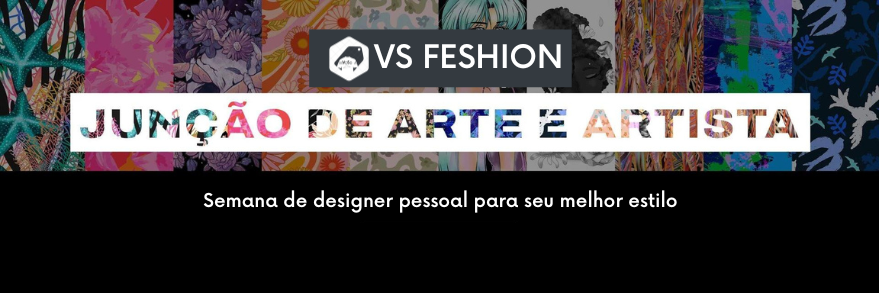 VS FESHION
JUNÇÃO DE ARTE E ARTISTA
Semana de designer pessoal para seu melhor estilo